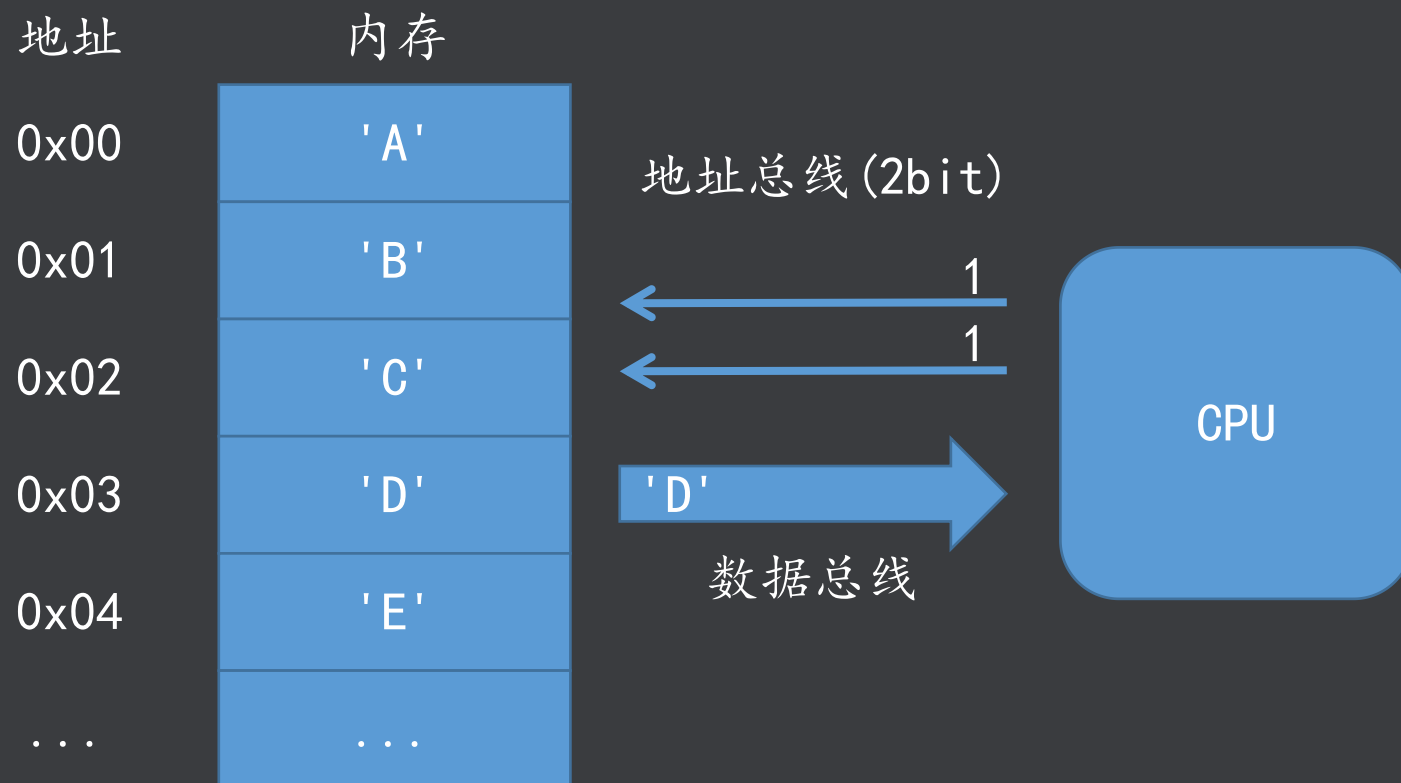 地址 内存
0x00 'A'
地址总线(2bit)
0x01 'B'
1
1
0x02 'C'
CPU
0x03 'D' 'D'
数据总线
0x04 'E'
... ...